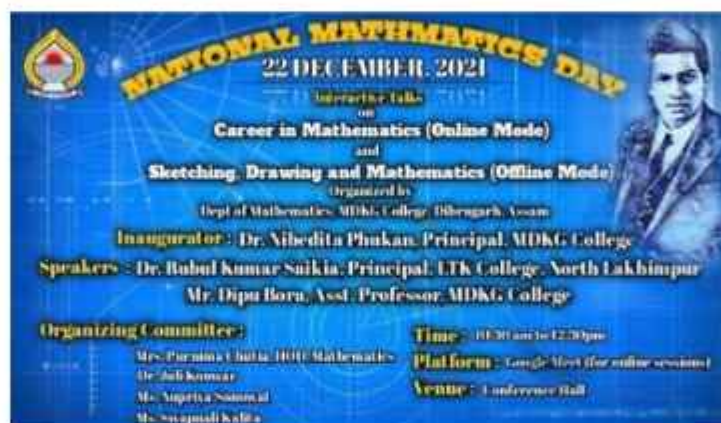 NATIONAL MATHMATICS DAY
22 DECEMBER, 2021
Interactive Talks
on
Career in Mathematics (Online Mode)
and
Sketching, Drawing and Mathematics (Offline Mode)
Organized by
Dept of Mathematics, MDKG College, Dibrugarh, Assam
Inaugurator : Dr. Nibedita Phukan, Principal, MDKG College
Speakers : Dr. Bubul Kumar Saikia, Principal, LTK College, North Lakhimpur
Mr. Dipu Bora, Asst. Professor, MDKG College
Organizing Committee :
Mrs. Purnima Chutia, HOD, Mathematics
Dr. Juli
Ms. Supriya Sonowal
Ms. Swapnali Kalita
Time : 10:30 am to 12:30pm
Platform : Google Meet (for online sessions)
Venue : Conference Hall